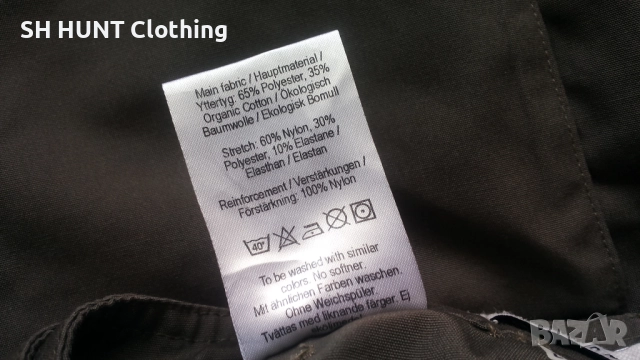 SH HUNT Clothing
Main fabric / Hauptmaterial /
Yttertyg: 65% Polyester, 35%
Organic Cotton / Ökologisch
Baumwolle / Ekologisk Bomull
Stretch: 60% Nylon, 30%
Polyester, 10% Elastane /
Elasthan / Elastan
Reinforcement / Verstärkungen /
Förstärkning: 100% Nylon
40°
To be washed with similar
colors. No softner.
Mit ähnlichen Farben waschen.
Ohne Weichspüler.
Tvättas med liknande färger. Ej
BAZAR